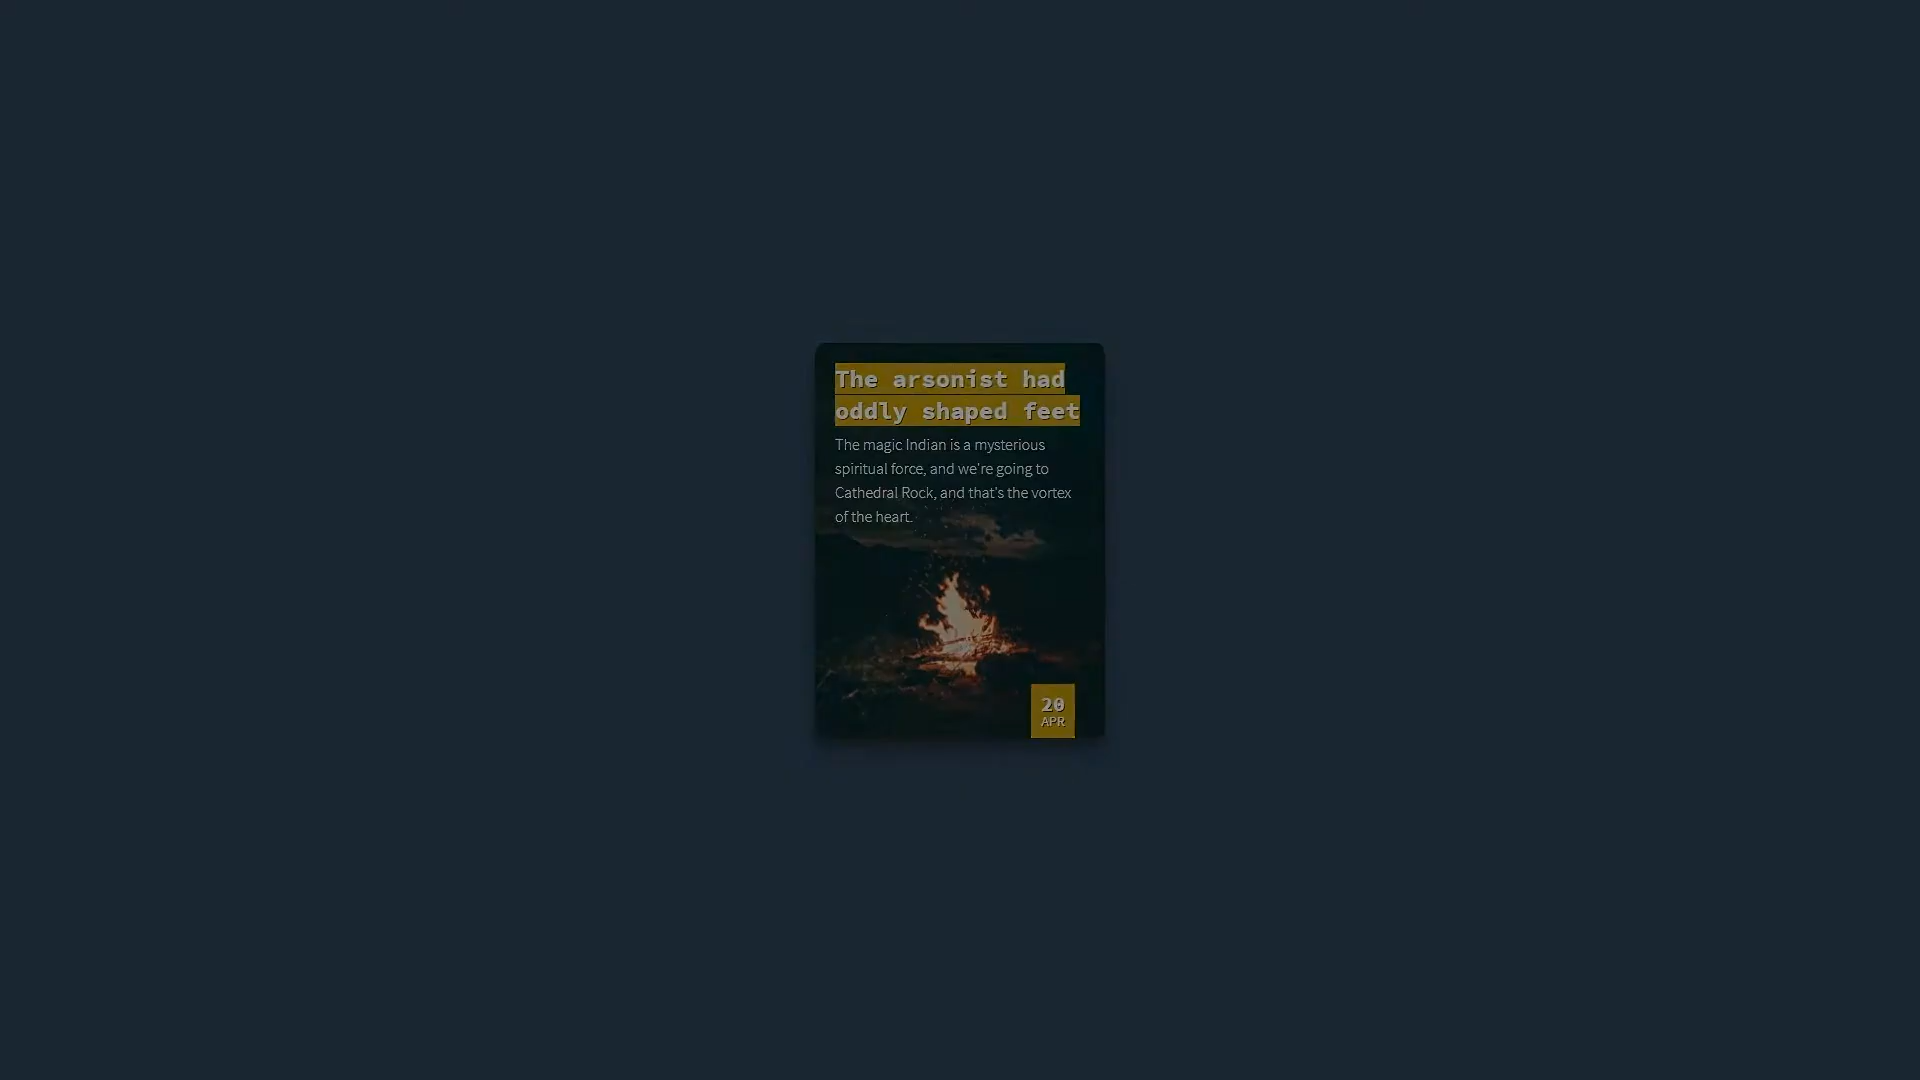 The arsonist had
oddly shaped feet
The magic Indian is a mysterious
spiritual force, and we're going to
Cathedral Rock, and that's the vortex
of the heart.
20
APR